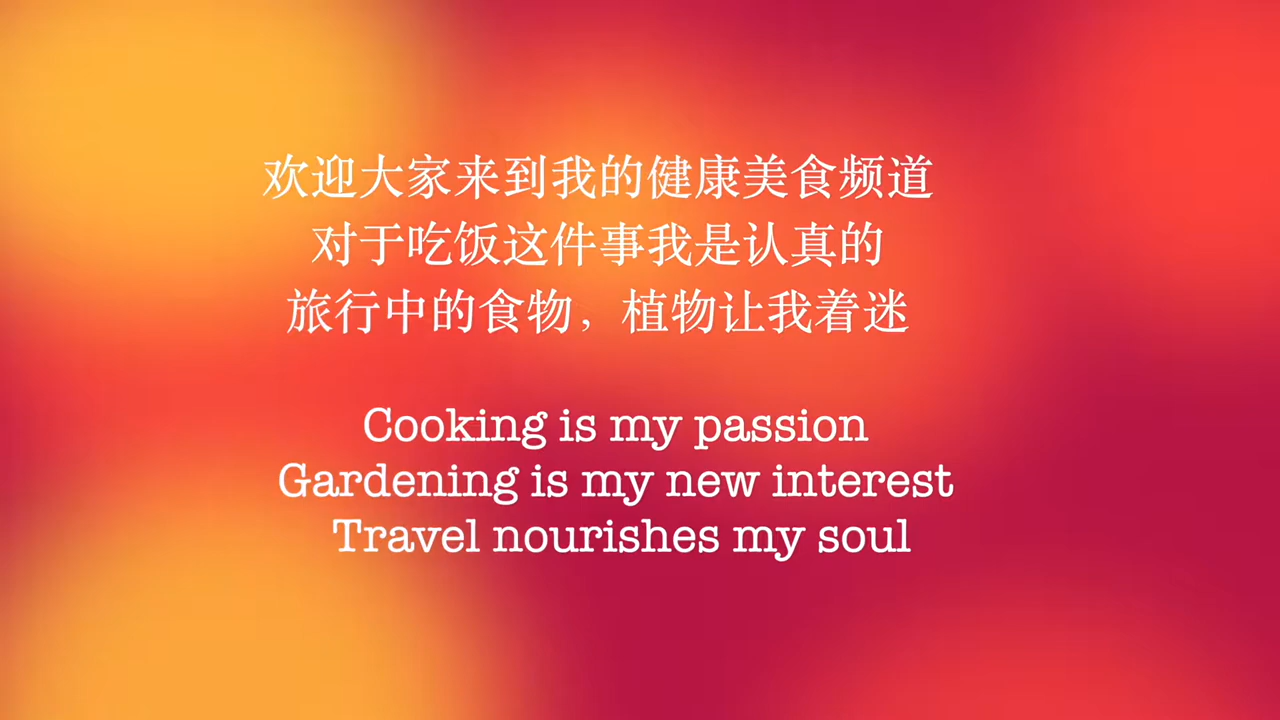 欢迎大家来到我的健康美食频道
对于吃饭这件事我是认真的
旅行中的食物，植物让我着迷
Cooking is my passion
Gardening is my new interest
Travel nourishes my soul